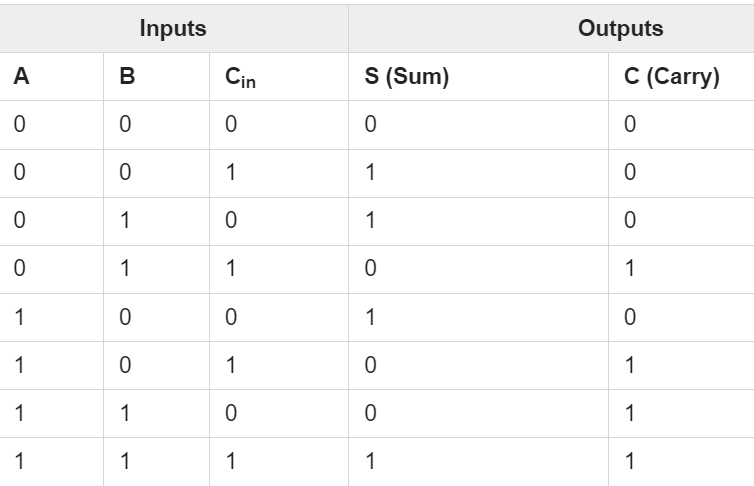 Inputs Outputs
A B Cin S (Sum) C (Carry)
0 0 0 0 0
0 0 1 1 0
0 1 0 1 0
0 1 1 0 1
1 0 0 1 0
1 0 1 0 1
1 1 0 0 1
1 1 1 1 1